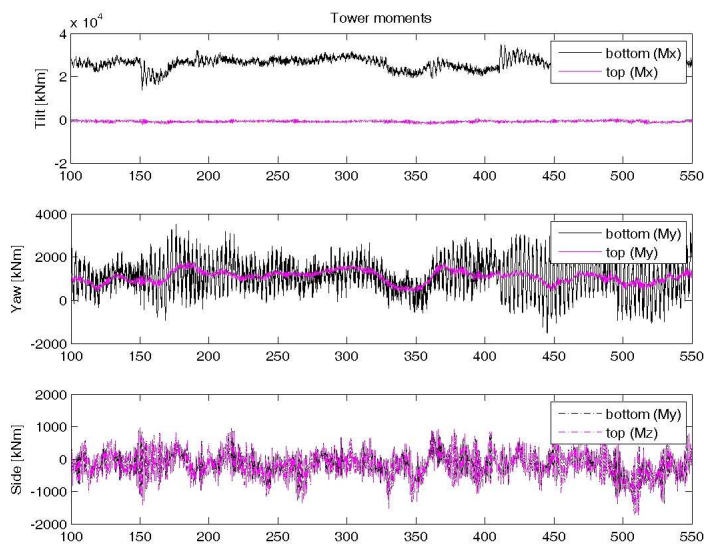 Tower moments
x 10^4
4
2
0
-2
Tilt [kNm]
bottom (Mx)
top (Mx)
100 150 200 250 300 350 400 450 500 550
4000
2000
0
-2000
Yaw [kNm]
bottom (My)
top (My)
100 150 200 250 300 350 400 450 500 550
2000
1000
0
-1000
-2000
Side [kNm]
bottom (My)
top (Mz)
100 150 200 250 300 350 400 450 500 550